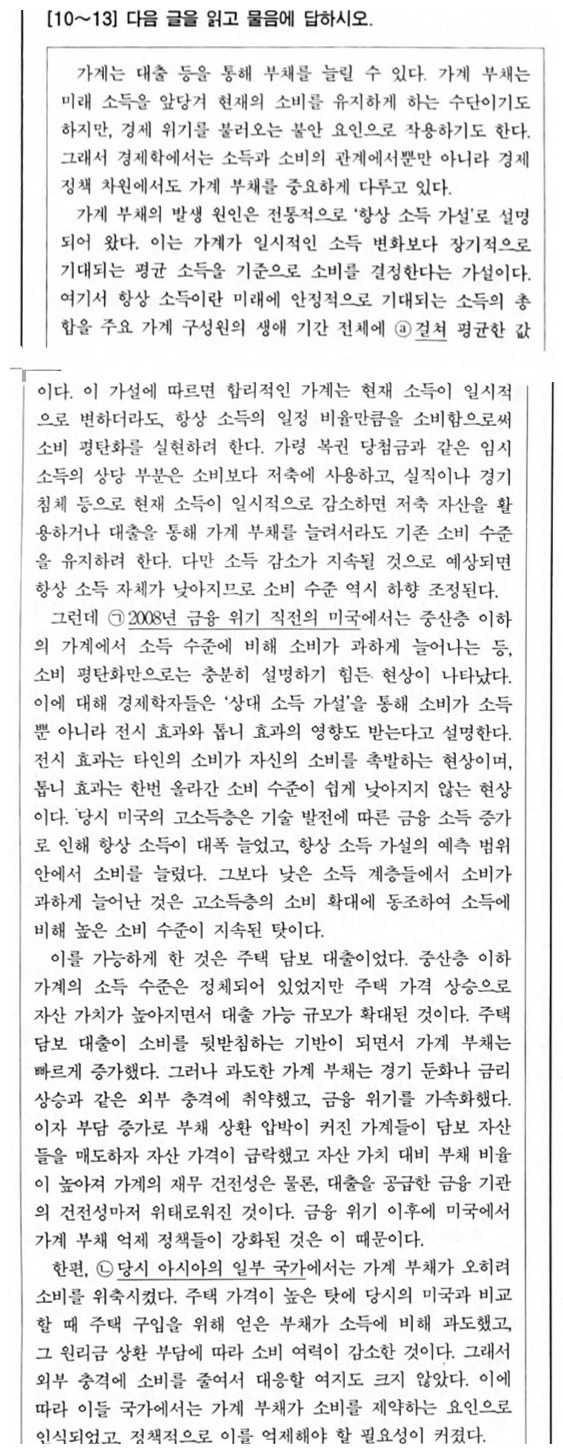 [10~13] 다음 글을 읽고 물음에 답하시오.
가계는 대출 등을 통해 부채를 늘릴 수 있다. 가계 부채는
미래 소득을 앞당겨 현재의 소비를 유지하게 하는 수단이기도
하지만, 경제 위기를 불러오는 불안 요인으로 작용하기도 한다.
그래서 경제학에서는 소득과 소비의 관계에서뿐만 아니라 경제
정책 차원에서도 가계 부채를 중요하게 다루고 있다.
가계 부채의 발생 원인은 전통적으로 ‘항상 소득 가설’로 설명
되어 왔다. 이는 가계가 일시적인 소득 변화보다 장기적으로
기대되는 평균 소득을 기준으로 소비를 결정한다는 가설이다.
여기서 항상 소득이란 미래에 안정적으로 기대되는 소득의 총
합을 주요 가계 구성원의 생애 기간 전체에 ⓐ걸쳐 평균한 값
이다. 이 가설에 따르면 합리적인 가계는 현재 소득이 일시적
으로 변하더라도, 항상 소득의 일정 비율만큼을 소비함으로써
소비 평탄화를 실현하려 한다. 가령 복권 당첨금과 같은 임시
소득의 상당 부분은 소비보다 저축에 사용하고, 실직이나 경기
침체 등으로 현재 소득이 일시적으로 감소하면 저축 자산을 활
용하거나 대출을 통해 가계 부채를 늘려서라도 기존 소비 수준
을 유지하려 한다. 다만 소득 감소가 지속될 것으로 예상되면
항상 소득 자체가 낮아지므로 소비 수준 역시 하향 조정된다.
그런데 ㉠2008년 금융 위기 직전의 미국에서는 중산층 이하
의 가계에서 소득 수준에 비해 소비가 과하게 늘어나는 등,
소비 평탄화만으로는 충분히 설명하기 힘든 현상이 나타났다.
이에 대해 경제학자들은 ‘상대 소득 가설’을 통해 소비가 소득
뿐 아니라 전시 효과와 톱니 효과의 영향도 받는다고 설명한다.
전시 효과는 타인의 소비가 자신의 소비를 촉발하는 현상이며,
톱니 효과는 한번 올라간 소비 수준이 쉽게 낮아지지 않는 현상
이다. 당시 미국의 고소득층은 기술 발전에 따른 금융 소득 증가
로 인해 항상 소득이 대폭 늘었고, 항상 소득 가설의 예측 범위
안에서 소비를 늘렸다. 그보다 낮은 소득 계층들에서 소비가
과하게 늘어난 것은 고소득층의 소비 확대에 동조하여 소득에
비해 높은 소비 수준이 지속된 탓이다.
이를 가능하게 한 것은 주택 담보 대출이었다. 중산층 이하
가계의 소득 수준은 정체되어 있었지만 주택 가격 상승으로
자산 가치가 높아지면서 대출 가능 규모가 확대된 것이다. 주택
담보 대출이 소비를 뒷받침하는 기반이 되면서 가계 부채는
빠르게 증가했다. 그러나 과도한 가계 부채는 경기 둔화나 금리
상승과 같은 외부 충격에 취약했고, 금융 위기를 가속화했다.
이자 부담 증가로 부채 상환 압박이 커진 가계들이 담보 자산
들을 매도하자 자산 가격이 급락했고 자산 가치 대비 부채 비율
이 높아져 가계의 재무 건전성은 물론, 대출을 공급한 금융 기관
의 건전성마저 위태로워진 것이다. 금융 위기 이후에 미국에서
가계 부채 억제 정책들이 강화된 것은 이 때문이다.
한편, ㉡당시 아시아의 일부 국가에서는 가계 부채가 오히려
소비를 위축시켰다. 주택 가격이 높은 탓에 당시의 미국과 비교
할 때 주택 구입을 위해 얻은 부채가 소득에 비해 과도했고,
그 원리금 상환 부담에 따라 소비 여력이 감소한 것이다. 그래서
외부 충격에 소비를 줄여서 대응할 여지도 크지 않았다. 이에
따라 이들 국가에서는 가계 부채가 소비를 제약하는 요인으로
인식되었고, 정책적으로 이를 억제해야 할 필요성이 커졌다.